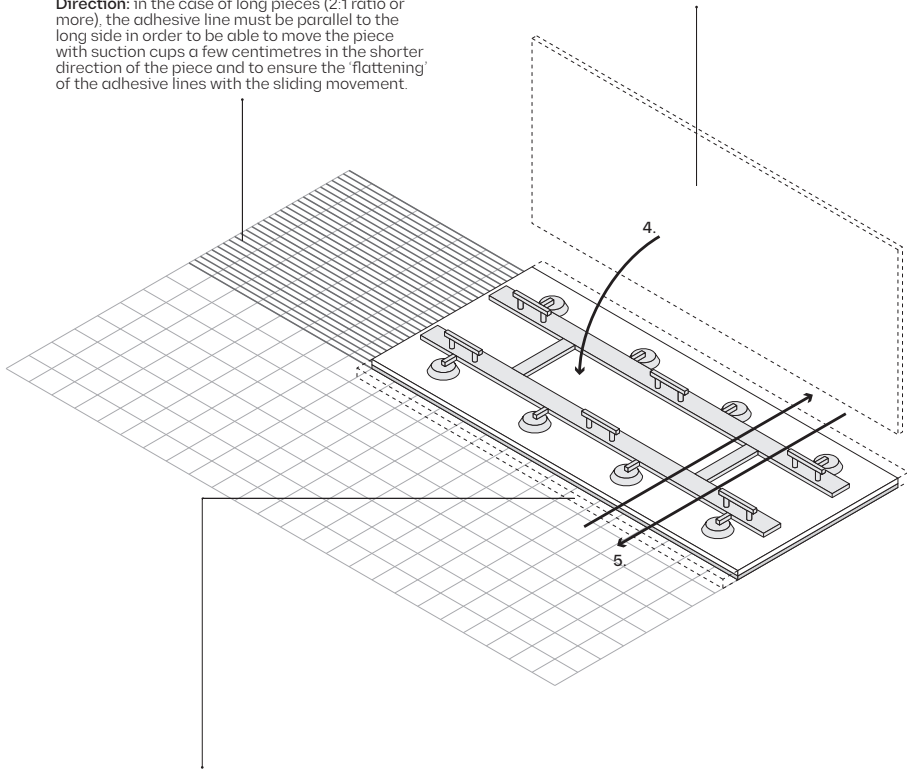 Direction: in the case of long pieces (2:1 ratio or
more), the adhesive line must be parallel to the
long side in order to be able to move the piece
with suction cups a few centimetres in the shorter
direction of the piece and to ensure the ‘flattening’
of the adhesive lines with the sliding movement.
4.
5.